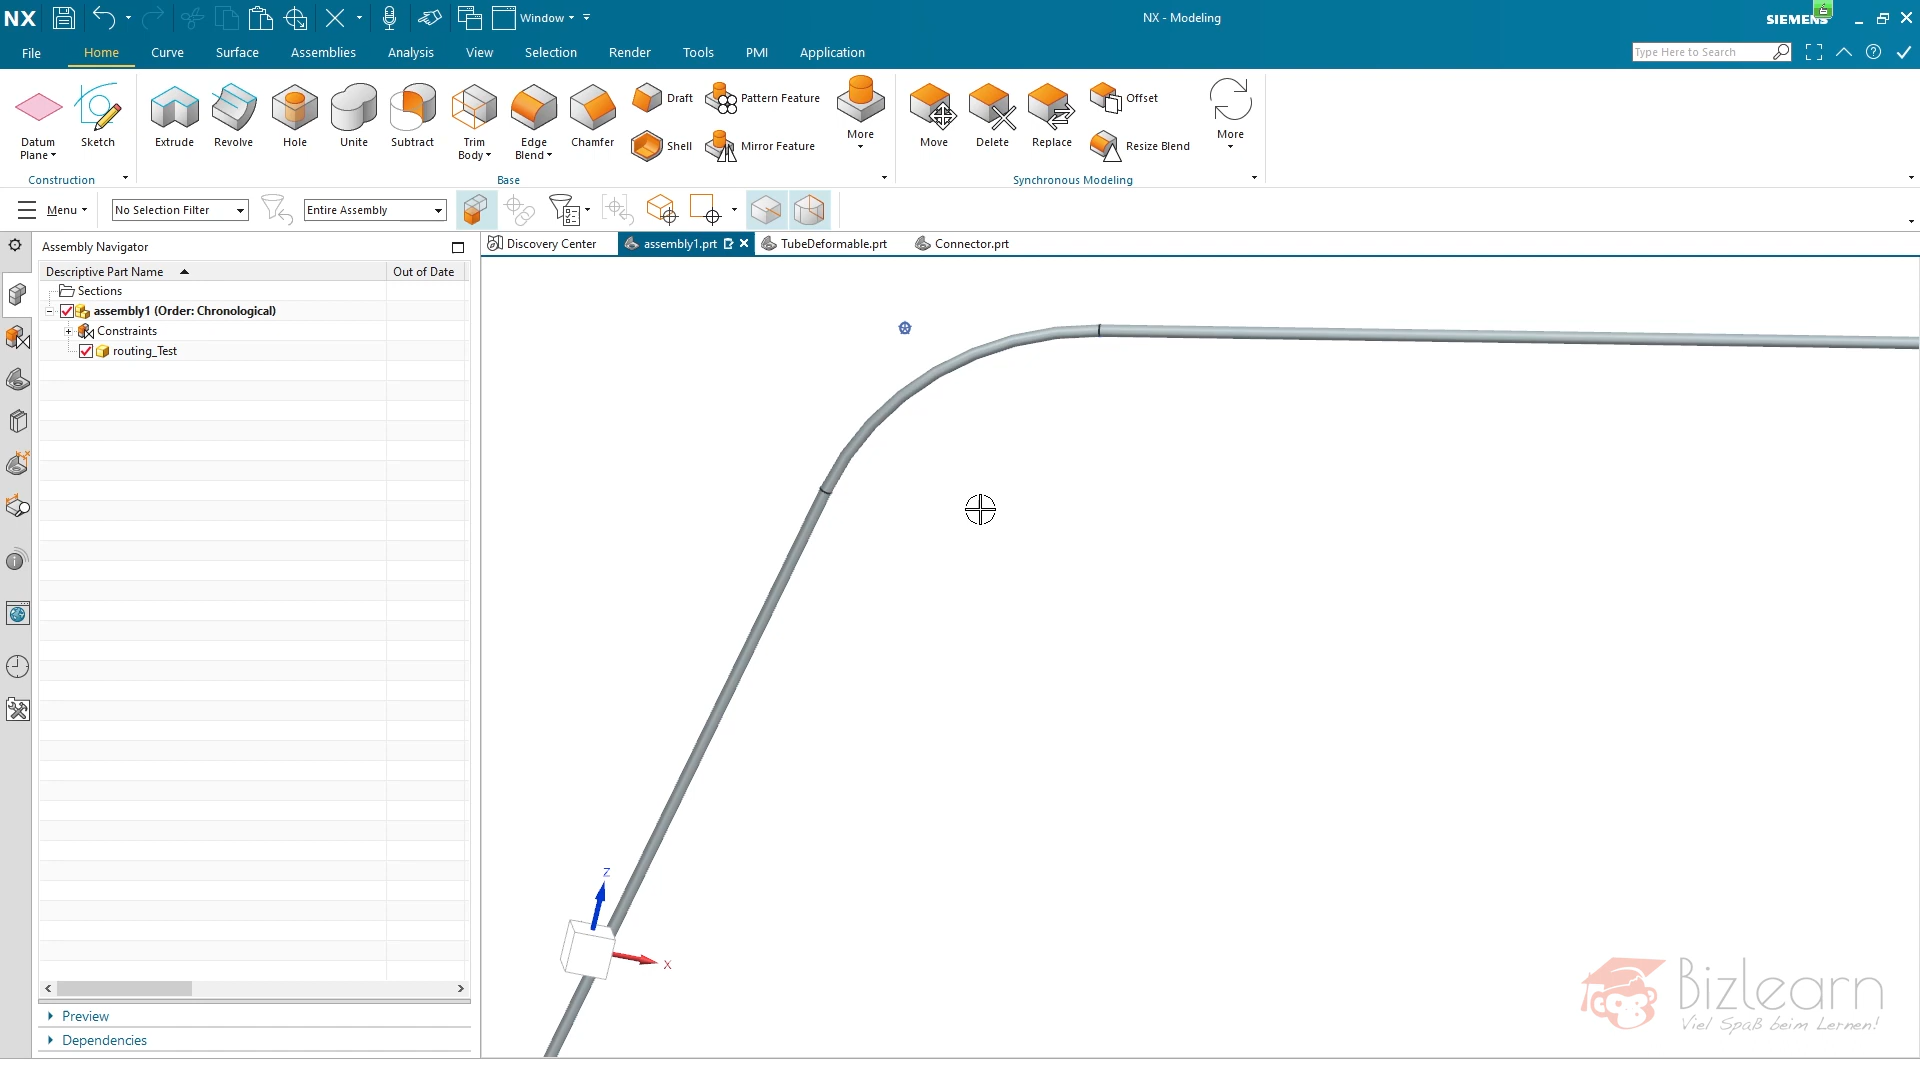 NX
Window
NX - Modeling
SIEMENS
File
Home
Curve
Surface
Assemblies
Analysis
View
Selection
Render
Tools
PMI
Application
Type Here to Search
Datum Plane
Sketch
Extrude
Revolve
Hole
Unite
Subtract
Trim Body
Edge Blend
Chamfer
Draft
Shell
Pattern Feature
Mirror Feature
More
Move
Delete
Replace
Offset
Resize Blend
More
Construction
Base
Synchronous Modeling
Menu
No Selection Filter
Entire Assembly
Assembly Navigator
Discovery Center
assembly1.prt
TubeDeformable.prt
Connector.prt
Descriptive Part Name
Out of Date
Sections
assembly1 (Order: Chronological)
Constraints
routing_Test
Z
X
Preview
Dependencies
Bizlearn
Viel Spaß beim Lernen!